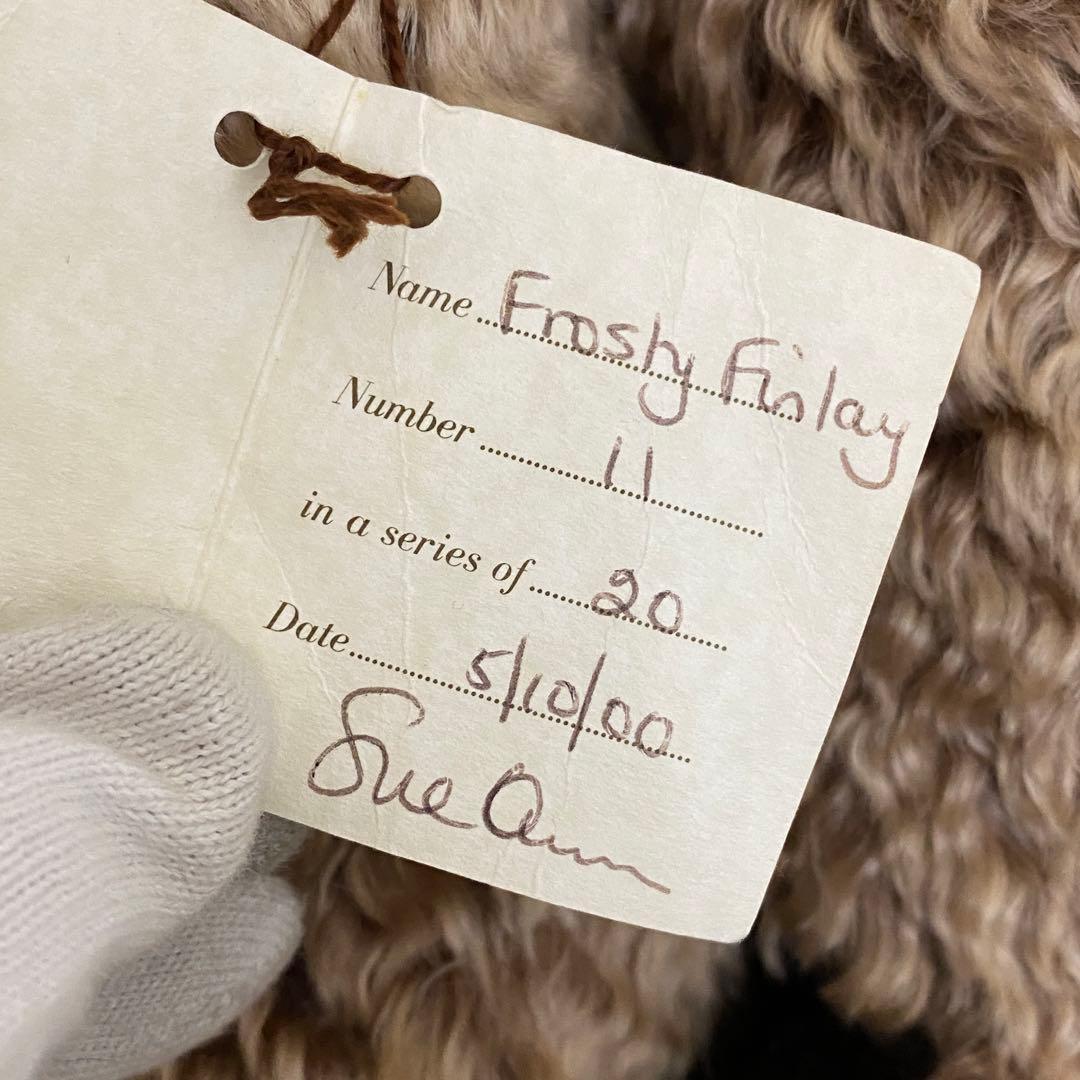 Name Frosty Finlay
Number 11
in a series of 20
Date 5/10/00
Sue Ann